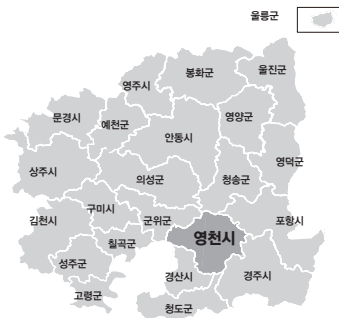 울릉군
봉화군
울진군
영주시
문경시
예천군
영양군
안동시
상주시
의성군
청송군
영덕군
김천시
구미시
군위군
포항시
영천시
칠곡군
성주군
경산시
경주시
고령군
청도군